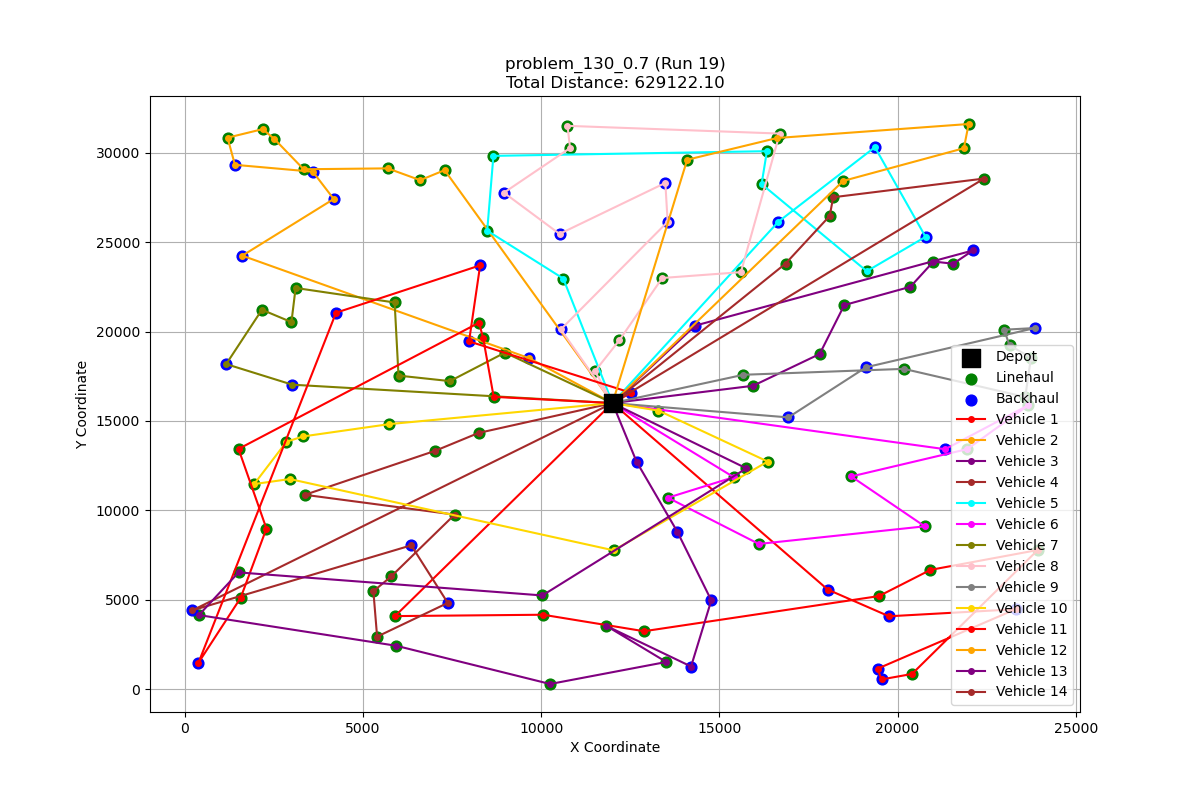 problem_130_0.7 (Run 19)
Total Distance: 629122.10
Y Coordinate
30000
25000
20000
15000
10000
5000
0
0
5000
10000
15000
20000
25000
X Coordinate
Depot
Linehaul
Backhaul
Vehicle 1
Vehicle 2
Vehicle 3
Vehicle 4
Vehicle 5
Vehicle 6
Vehicle 7
Vehicle 8
Vehicle 9
Vehicle 10
Vehicle 11
Vehicle 12
Vehicle 13
Vehicle 14